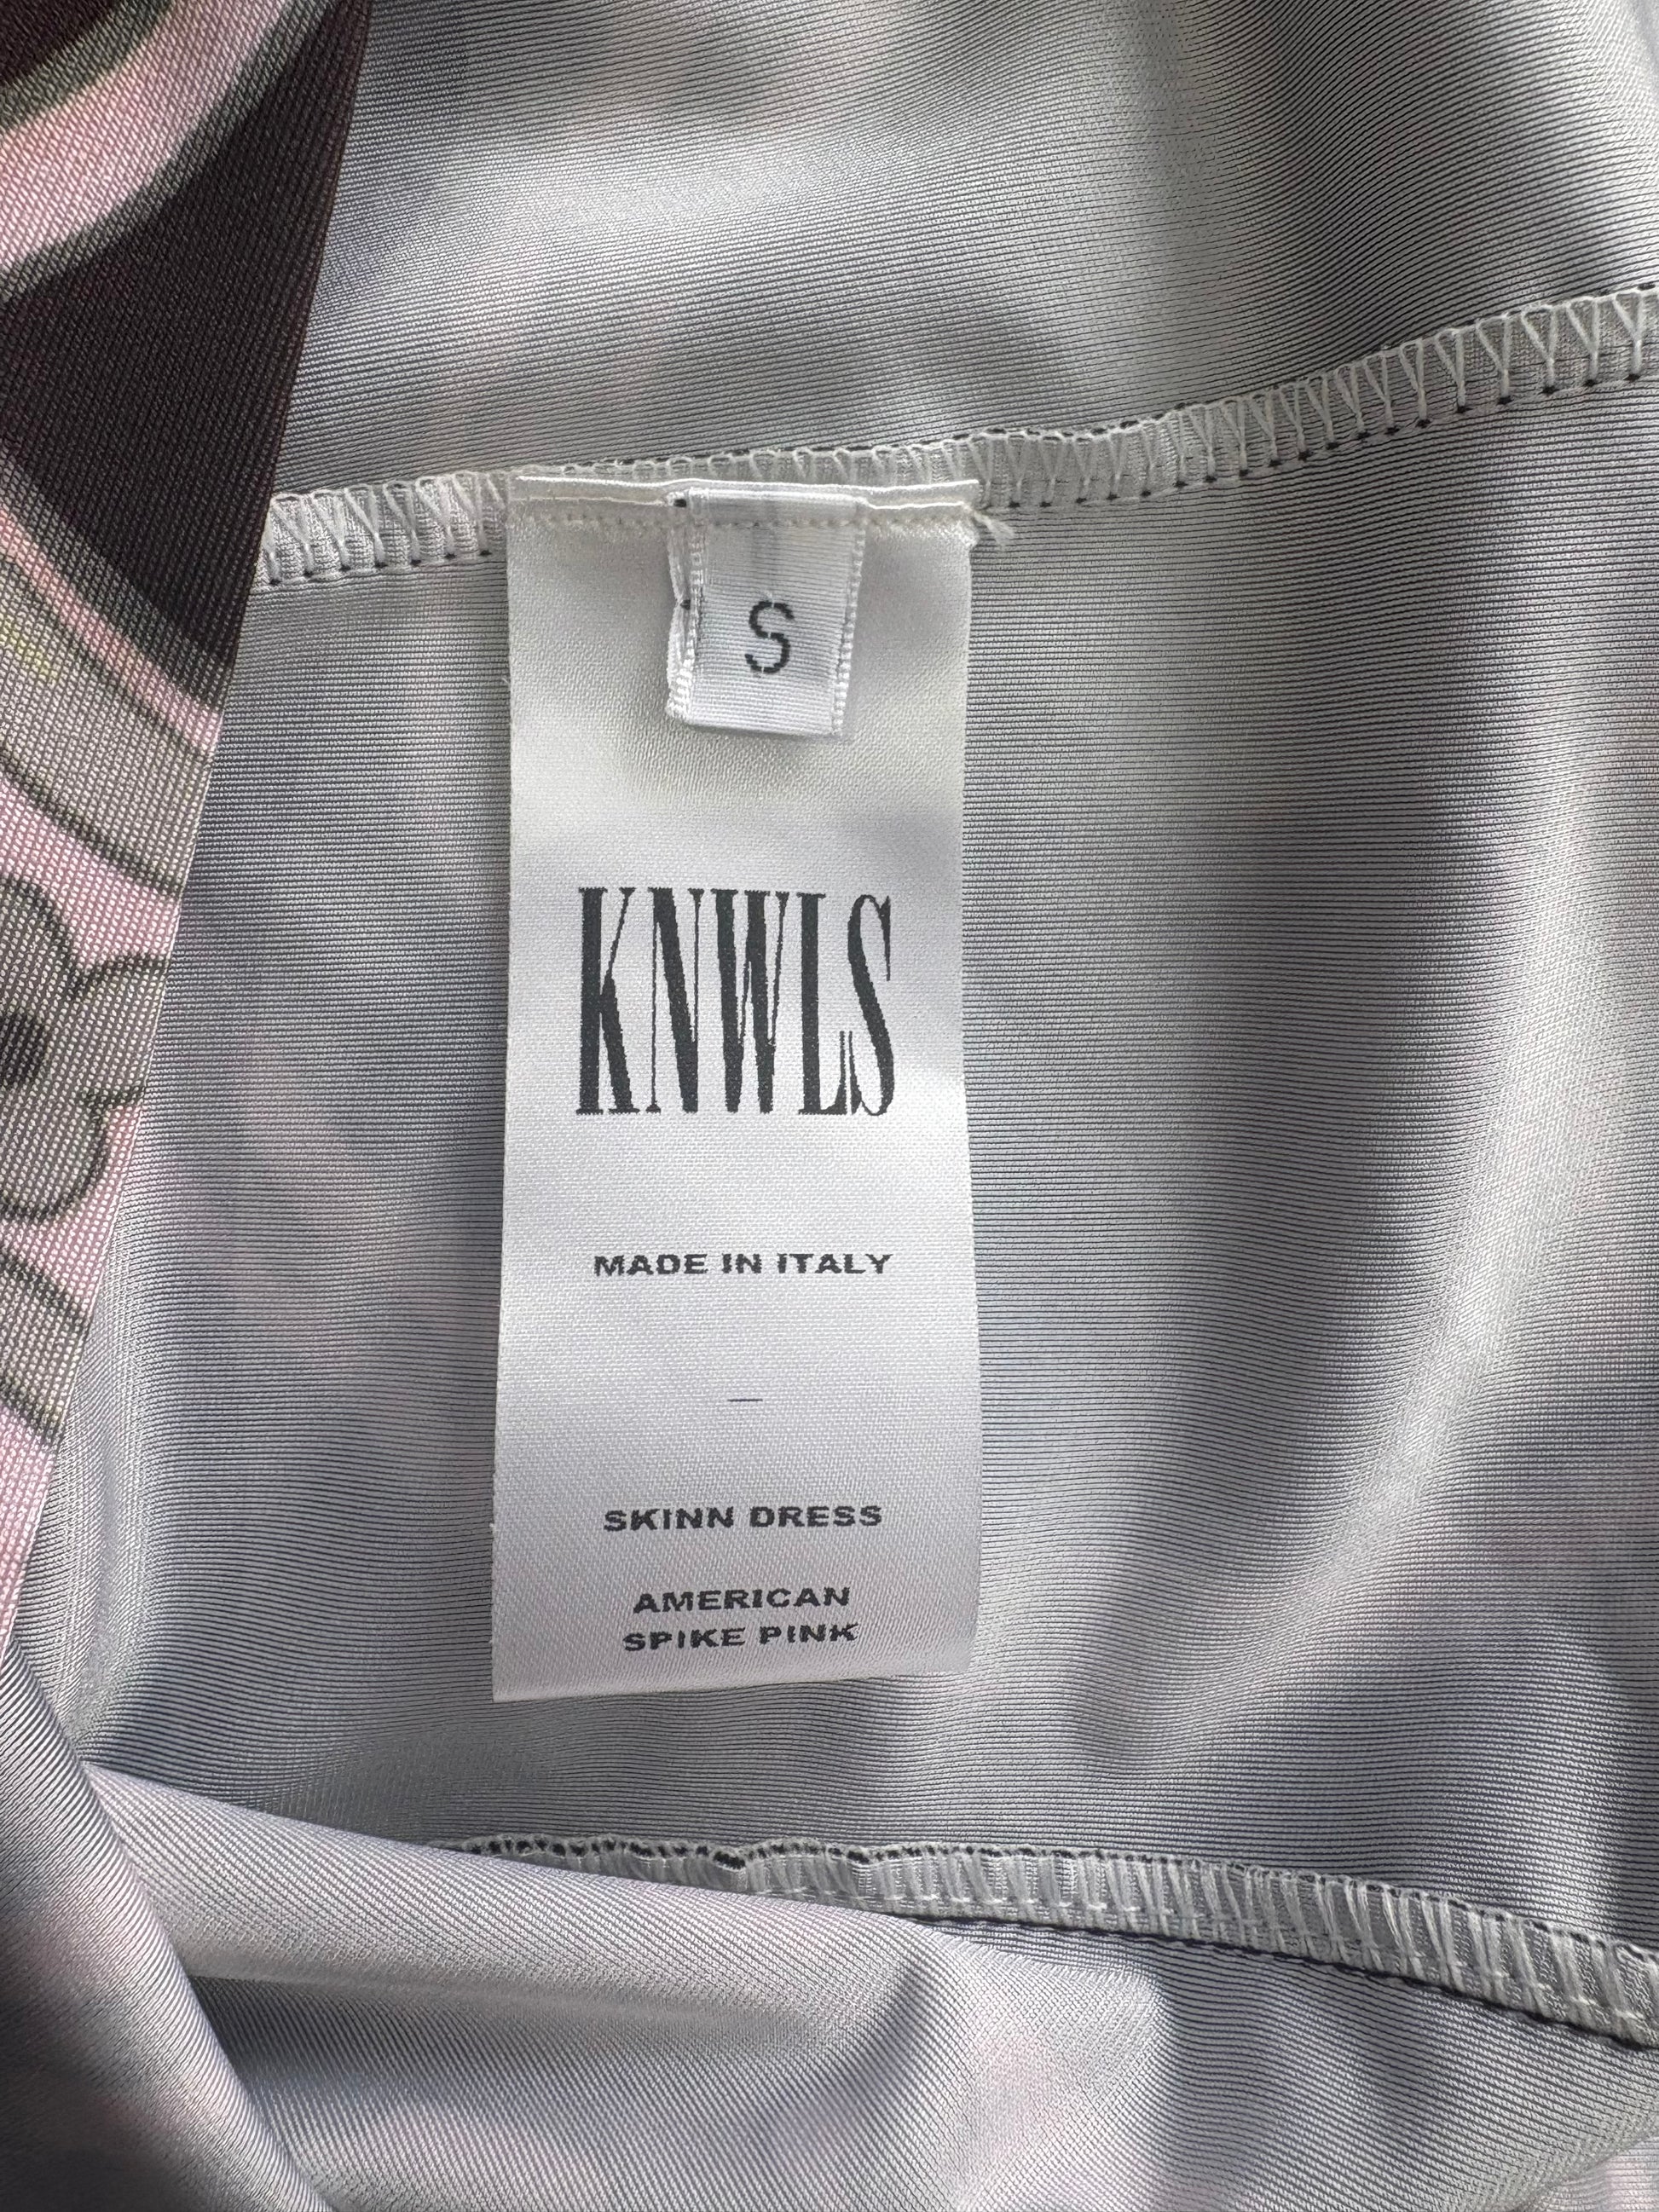 S
KNWLS
MADE IN ITALY
—
SKINN DRESS
AMERICAN
SPIKE PINK